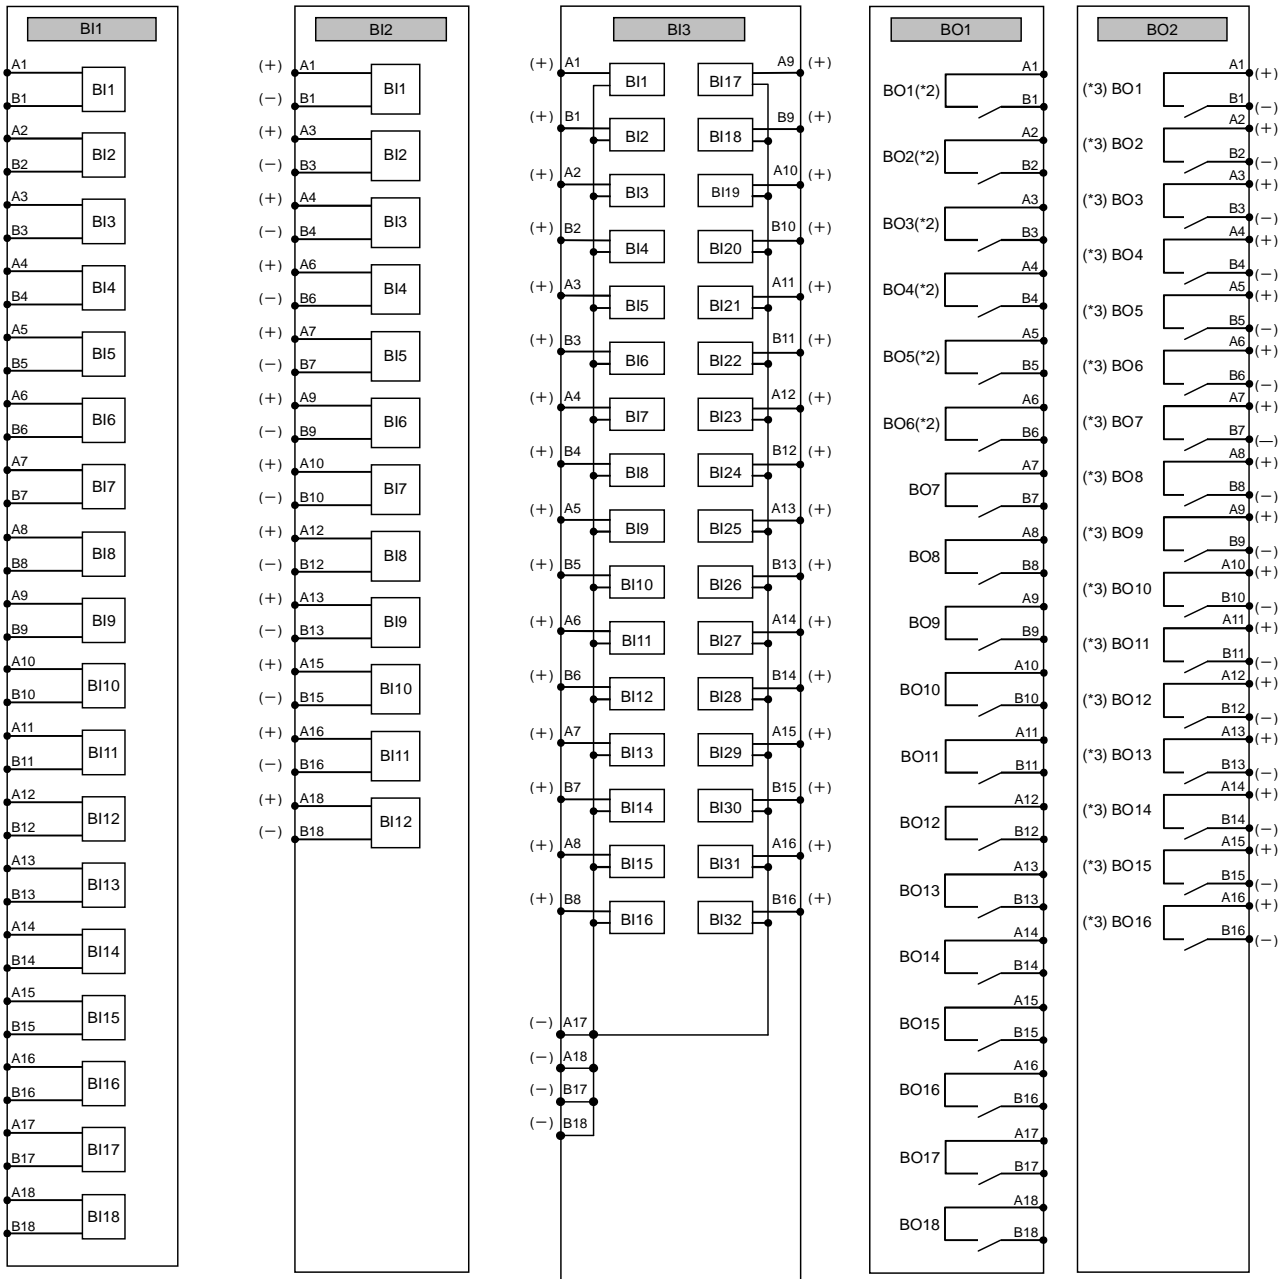 BI1
A1
BI1
B1
A2
BI2
B2
A3
BI3
B3
A4
BI4
B4
A5
BI5
B5
A6
BI6
B6
A7
BI7
B7
A8
BI8
B8
A9
BI9
B9
A10
BI10
B10
A11
BI11
B11
A12
BI12
B12
A13
BI13
B13
A14
BI14
B14
A15
BI15
B15
A16
BI16
B16
A17
BI17
B17
A18
BI18
B18
BI2
(+) A1
BI1
(−) B1
(+) A3
BI2
(−) B3
(+) A4
BI3
(−) B4
(+) A6
BI4
(−) B6
(+) A7
BI5
(−) B7
(+) A9
BI6
(−) B9
(+) A10
BI7
(−) B10
(+) A12
BI8
(−) B12
(+) A13
BI9
(−) B13
(+) A15
BI10
(−) B15
(+) A16
BI11
(−) B16
(+) A18
BI12
(−) B18
BI3
(+) A1 BI1 BI17 A9 (+)
(+) B1 BI2 BI18 B9 (+)
(+) A2 BI3 BI19 A10 (+)
(+) B2 BI4 BI20 B10 (+)
(+) A3 BI5 BI21 A11 (+)
(+) B3 BI6 BI22 B11 (+)
(+) A4 BI7 BI23 A12 (+)
(+) B4 BI8 BI24 B12 (+)
(+) A5 BI9 BI25 A13 (+)
(+) B5 BI10 BI26 B13 (+)
(+) A6 BI11 BI27 A14 (+)
(+) B6 BI12 BI28 B14 (+)
(+) A7 BI13 BI29 A15 (+)
(+) B7 BI14 BI30 B15 (+)
(+) A8 BI15 BI31 A16 (+)
(+) B8 BI16 BI32 B16 (+)
(−) A17
(−) A18
(−) B17
(−) B18
BO1
A1
BO1(*2)
B1
A2
BO2(*2)
B2
A3
BO3(*2)
B3
A4
BO4(*2)
B4
A5
BO5(*2)
B5
A6
BO6(*2)
B6
A7
BO7
B7
A8
BO8
B8
A9
BO9
B9
A10
BO10
B10
A11
BO11
B11
A12
BO12
B12
A13
BO13
B13
A14
BO14
B14
A15
BO15
B15
A16
BO16
B16
A17
BO17
B17
A18
BO18
B18
BO2
A1 (+)
(*3) BO1
B1 (−)
A2 (+)
(*3) BO2
B2 (−)
A3 (+)
(*3) BO3
B3 (−)
A4 (+)
(*3) BO4
B4 (−)
A5 (+)
(*3) BO5
B5 (−)
A6 (+)
(*3) BO6
B6 (−)
A7 (+)
(*3) BO7
B7 (—)
A8 (+)
(*3) BO8
B8 (−)
A9 (+)
(*3) BO9
B9 (−)
A10 (+)
(*3) BO10
B10 (−)
A11 (+)
(*3) BO11
B11 (−)
A12 (+)
(*3) BO12
B12 (−)
A13 (+)
(*3) BO13
B13 (−)
A14 (+)
(*3) BO14
B14 (−)
A15 (+)
(*3) BO15
B15 (−)
A16 (+)
(*3) BO16
B16 (−)